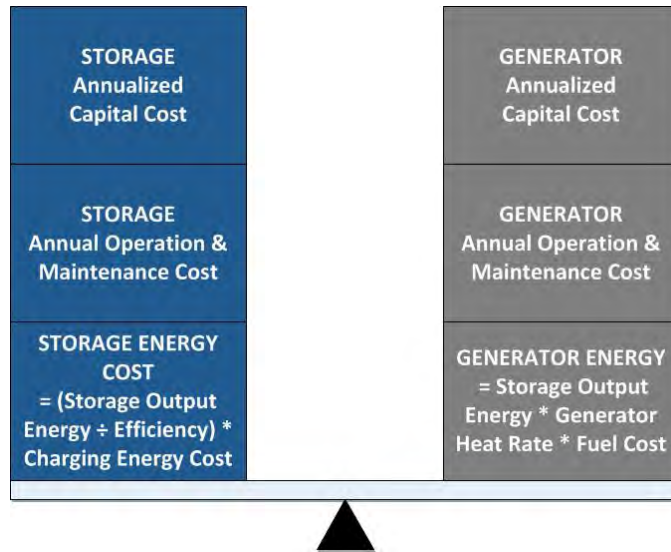 STORAGE
Annualized
Capital Cost
STORAGE
Annual Operation &
Maintenance Cost
STORAGE ENERGY
COST
= (Storage Output
Energy ÷ Efficiency) *
Charging Energy Cost
GENERATOR
Annualized
Capital Cost
GENERATOR
Annual Operation &
Maintenance Cost
GENERATOR ENERGY
= Storage Output
Energy * Generator
Heat Rate * Fuel Cost